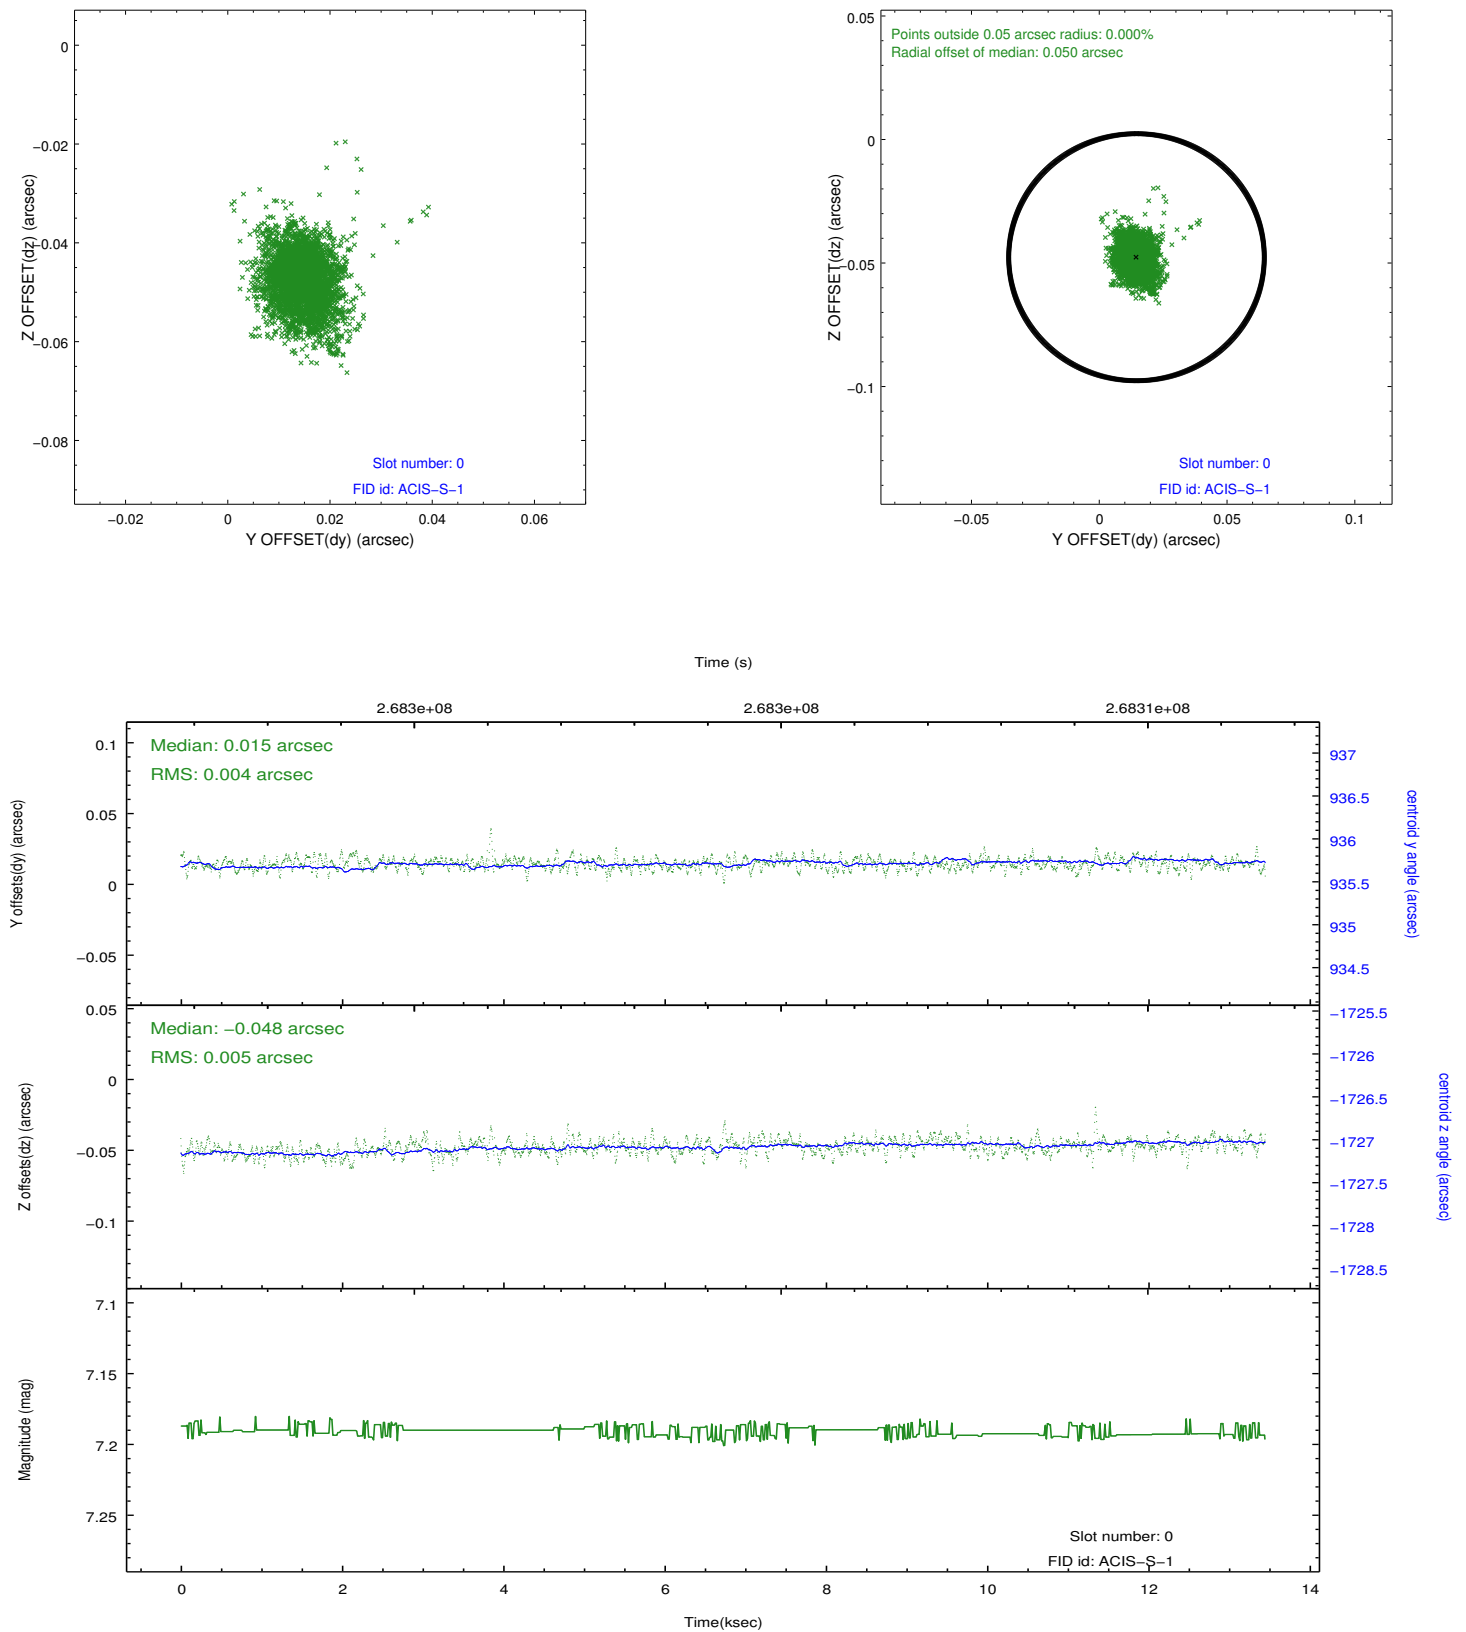 0
−0.02
−0.04
−0.06
−0.08
Z OFFSET(dz) (arcsec)
Slot number: 0
FID id: ACIS−S−1
−0.02 0 0.02 0.04 0.06
Y OFFSET(dy) (arcsec)
0.05
0
−0.05
−0.1
Z OFFSET(dz) (arcsec)
Points outside 0.05 arcsec radius: 0.000%
Radial offset of median: 0.050 arcsec
Slot number: 0
FID id: ACIS−S−1
−0.05 0 0.05 0.1
Y OFFSET(dy) (arcsec)
Time (s)
2.683e+08 2.683e+08 2.6831e+08
Median: 0.015 arcsec
RMS: 0.004 arcsec
0.1
0.05
0
−0.05
Y offsets(dy) (arcsec)
937
936.5
936
935.5
935
934.5
centroid y angle (arcsec)
Median: −0.048 arcsec
RMS: 0.005 arcsec
0.05
0
−0.05
−0.1
Z offsets(dz) (arcsec)
−1725.5
−1726
−1726.5
−1727
−1727.5
−1728
−1728.5
centroid z angle (arcsec)
7.1
7.15
7.2
7.25
Magnitude (mag)
Slot number: 0
FID id: ACIS−S−1
0 2 4 6 8 10 12 14
Time(ksec)